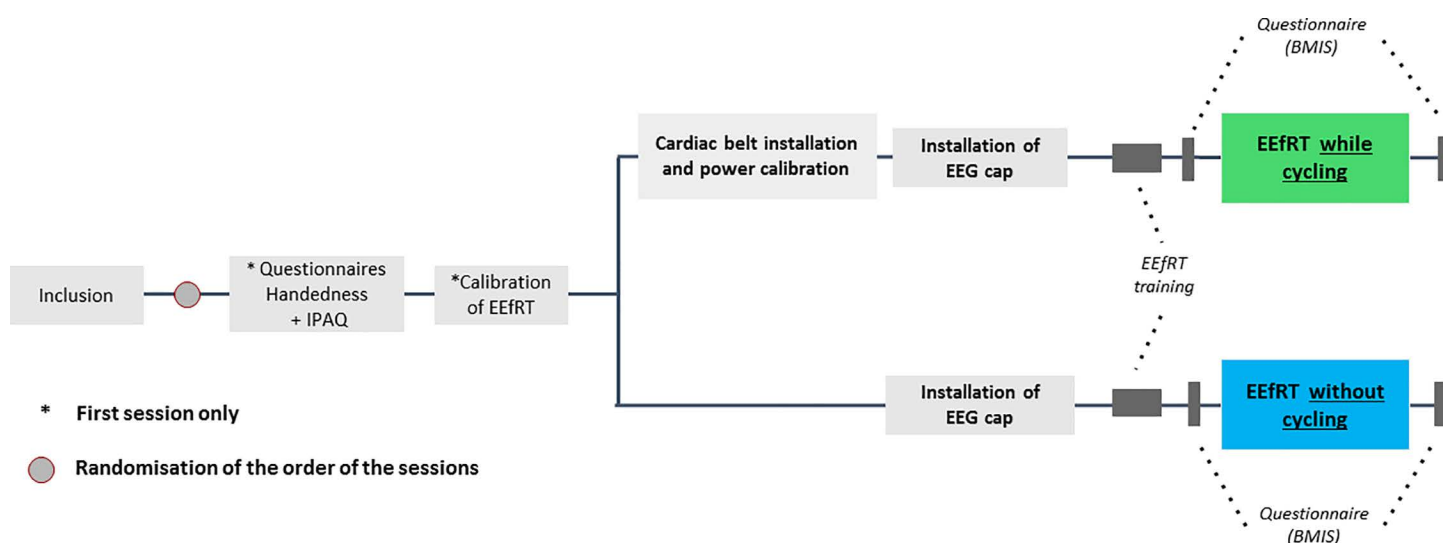 Questionnaire
(BMIS)
Cardiac belt installation
and power calibration
Installation of
EEG cap
EEfRT while
cycling
Inclusion
* Questionnaires
Handedness
+ IPAQ
*Calibration
of EEfRT
EEfRT
training
Installation of
EEG cap
EEfRT without
cycling
* First session only
Randomisation of the order of the sessions
Questionnaire
(BMIS)